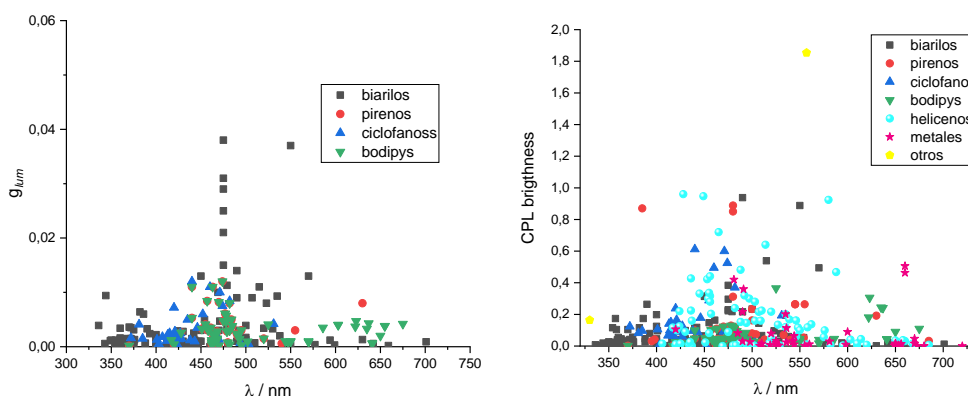 0,06
0,04
0,02
0,00
g lum
300 350 400 450 500 550 600 650 700 750
λ / nm
biarilos
pirenos
ciclofanoss
bodipys
2,0
1,8
1,6
1,4
1,2
1,0
0,8
0,6
0,4
0,2
0,0
CPL brigthness
350 400 450 500 550 600 650 700
λ / nm
biarilos
pirenos
ciclofanos
bodipys
helicenos
metales
otros